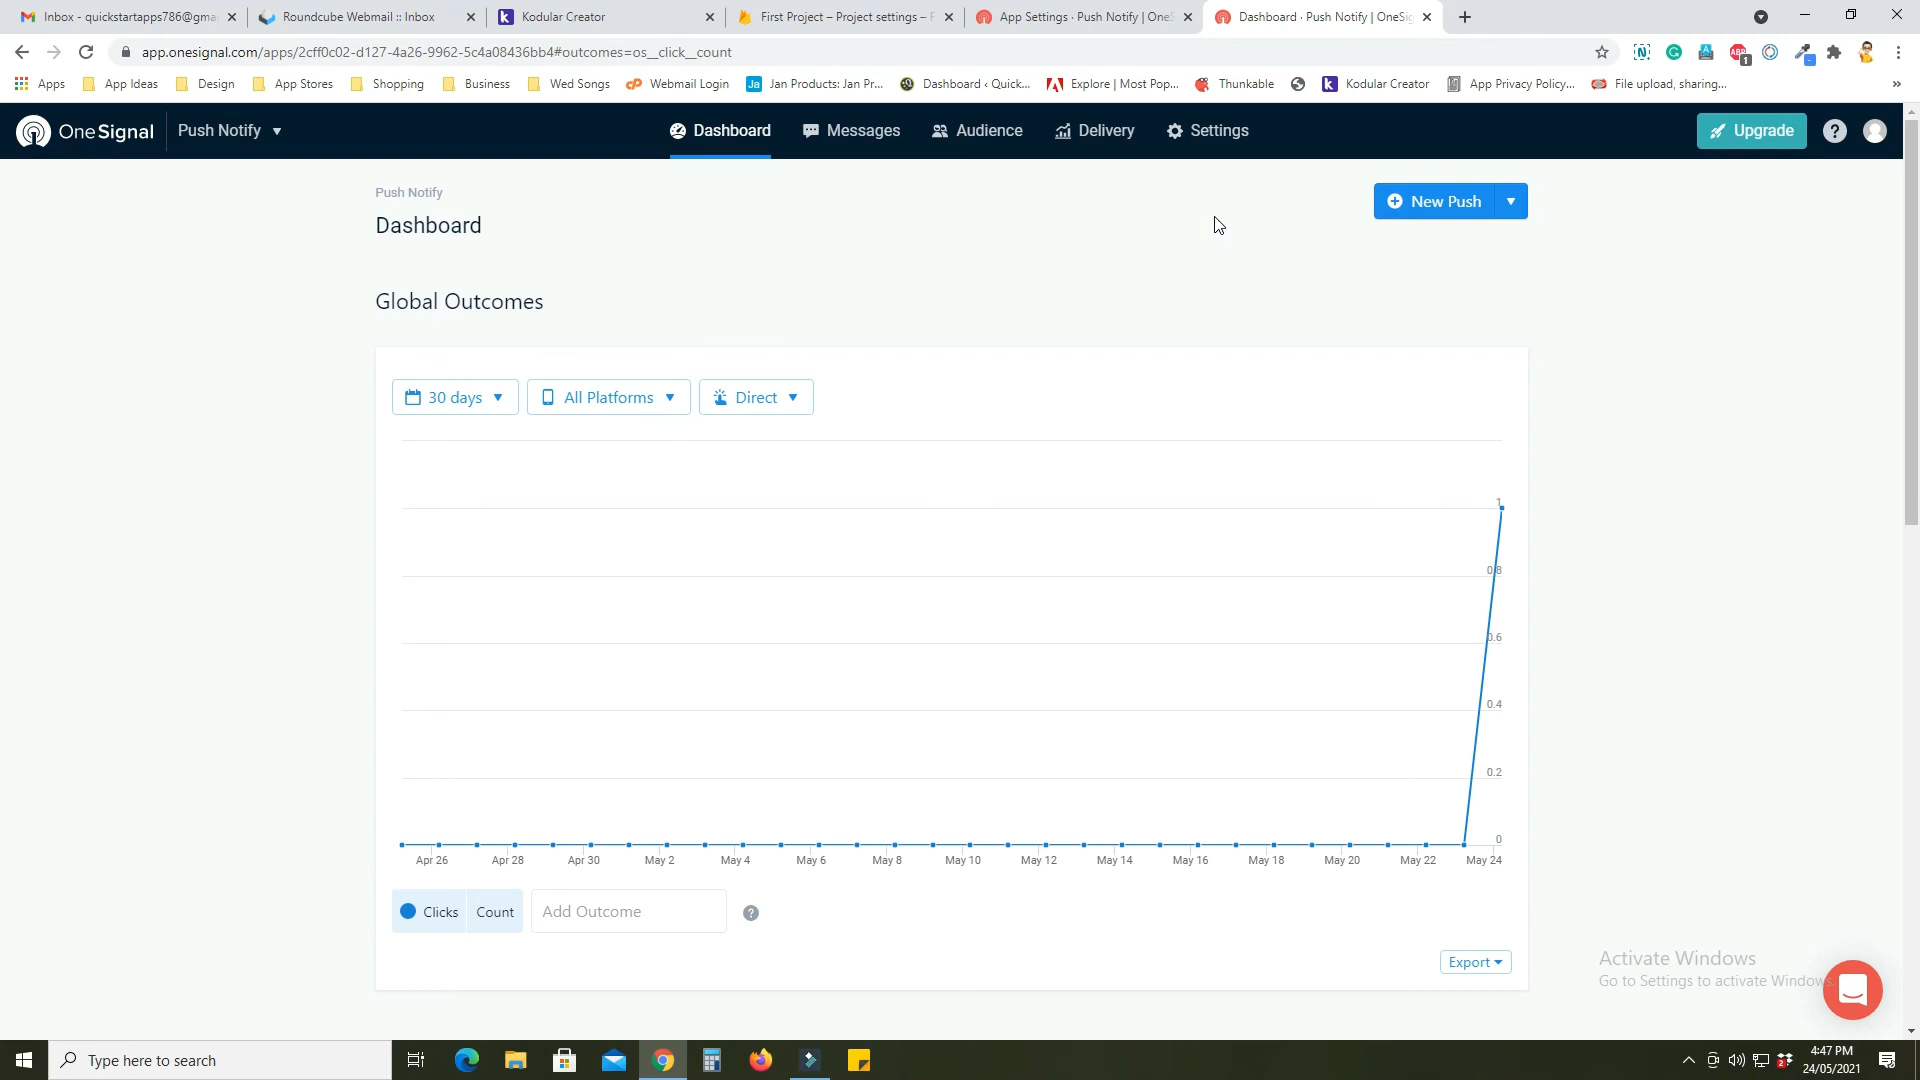 Inbox - quickstartapps786@gma
Roundcube Webmail :: Inbox
Kodular Creator
First Project – Project settings – F
App Settings · Push Notify | OneS
Dashboard · Push Notify | OneSig
app.onesignal.com/apps/2cff0c02-d127-4a26-9962-5c4a08436bb4#outcomes=os__click__count
Apps
App Ideas
Design
App Stores
Shopping
Business
Wed Songs
Webmail Login
Jan Products: Jan Pr...
Dashboard ‹ Quick...
Explore | Most Pop...
Thunkable
Kodular Creator
App Privacy Policy...
File upload, sharing...
OneSignal
Push Notify
Dashboard
Messages
Audience
Delivery
Settings
Upgrade
Push Notify
Dashboard
New Push
Global Outcomes
30 days
All Platforms
Direct
1
0.8
0.6
0.4
0.2
0
Apr 26
Apr 28
Apr 30
May 2
May 4
May 6
May 8
May 10
May 12
May 14
May 16
May 18
May 20
May 22
May 24
Clicks
Count
Add Outcome
Export
Activate Windows
Go to Settings to activate Windows.
Type here to search
4:47 PM
24/05/2021